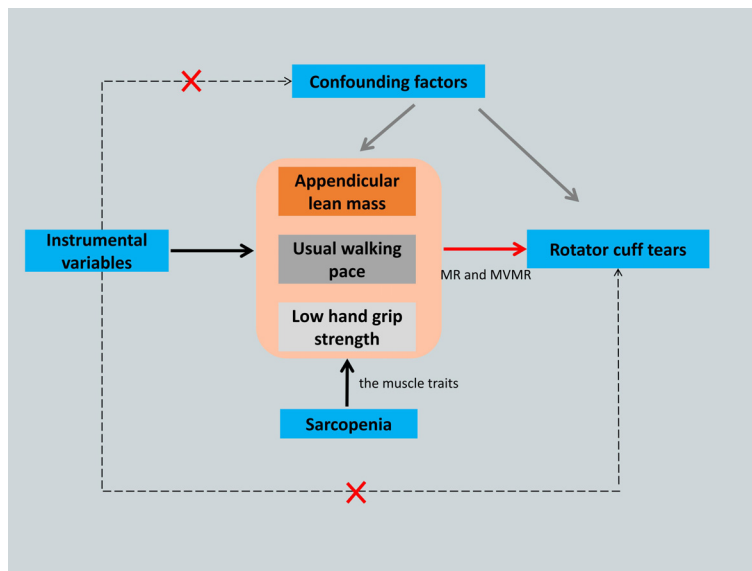 Confounding factors
Appendicular
lean mass
Instrumental
variables
Usual walking
pace
Rotator cuff tears
MR and MVMR
Low hand grip
strength
the muscle traits
Sarcopenia